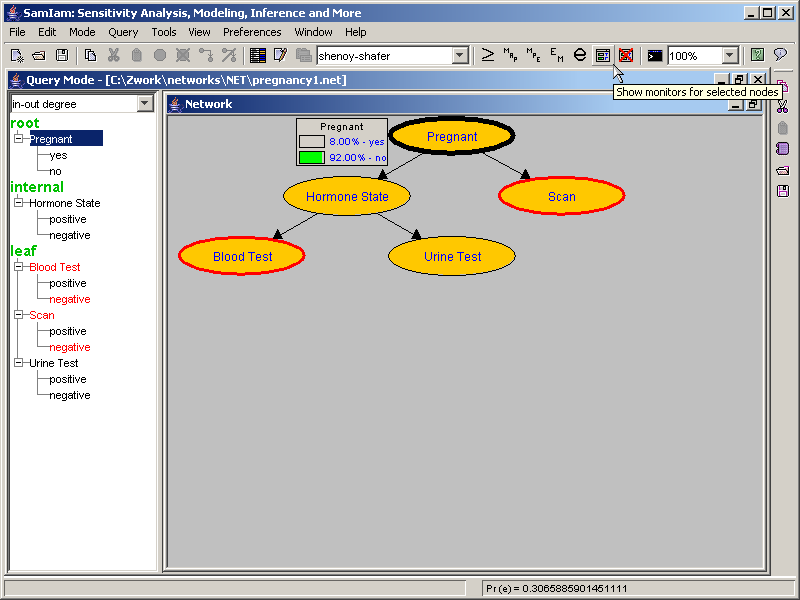 SamIam: Sensitivity Analysis, Modeling, Inference and More
File Edit Mode Query Tools View Preferences Window Help
shenoy-shafer
MAP MPE EM e 100%
Query Mode - [C:\Zwork\networks\NET\pregnancy1.net]
Show monitors for selected nodes
in-out degree
root
Pregnant
yes
no
internal
Hormone State
positive
negative
leaf
Blood Test
positive
negative
Scan
positive
negative
Urine Test
positive
negative
Network
Pregnant
8.00% - yes
92.00% - no
Pregnant
Hormone State
Scan
Blood Test
Urine Test
Pr(e) = 0.3065885901451111